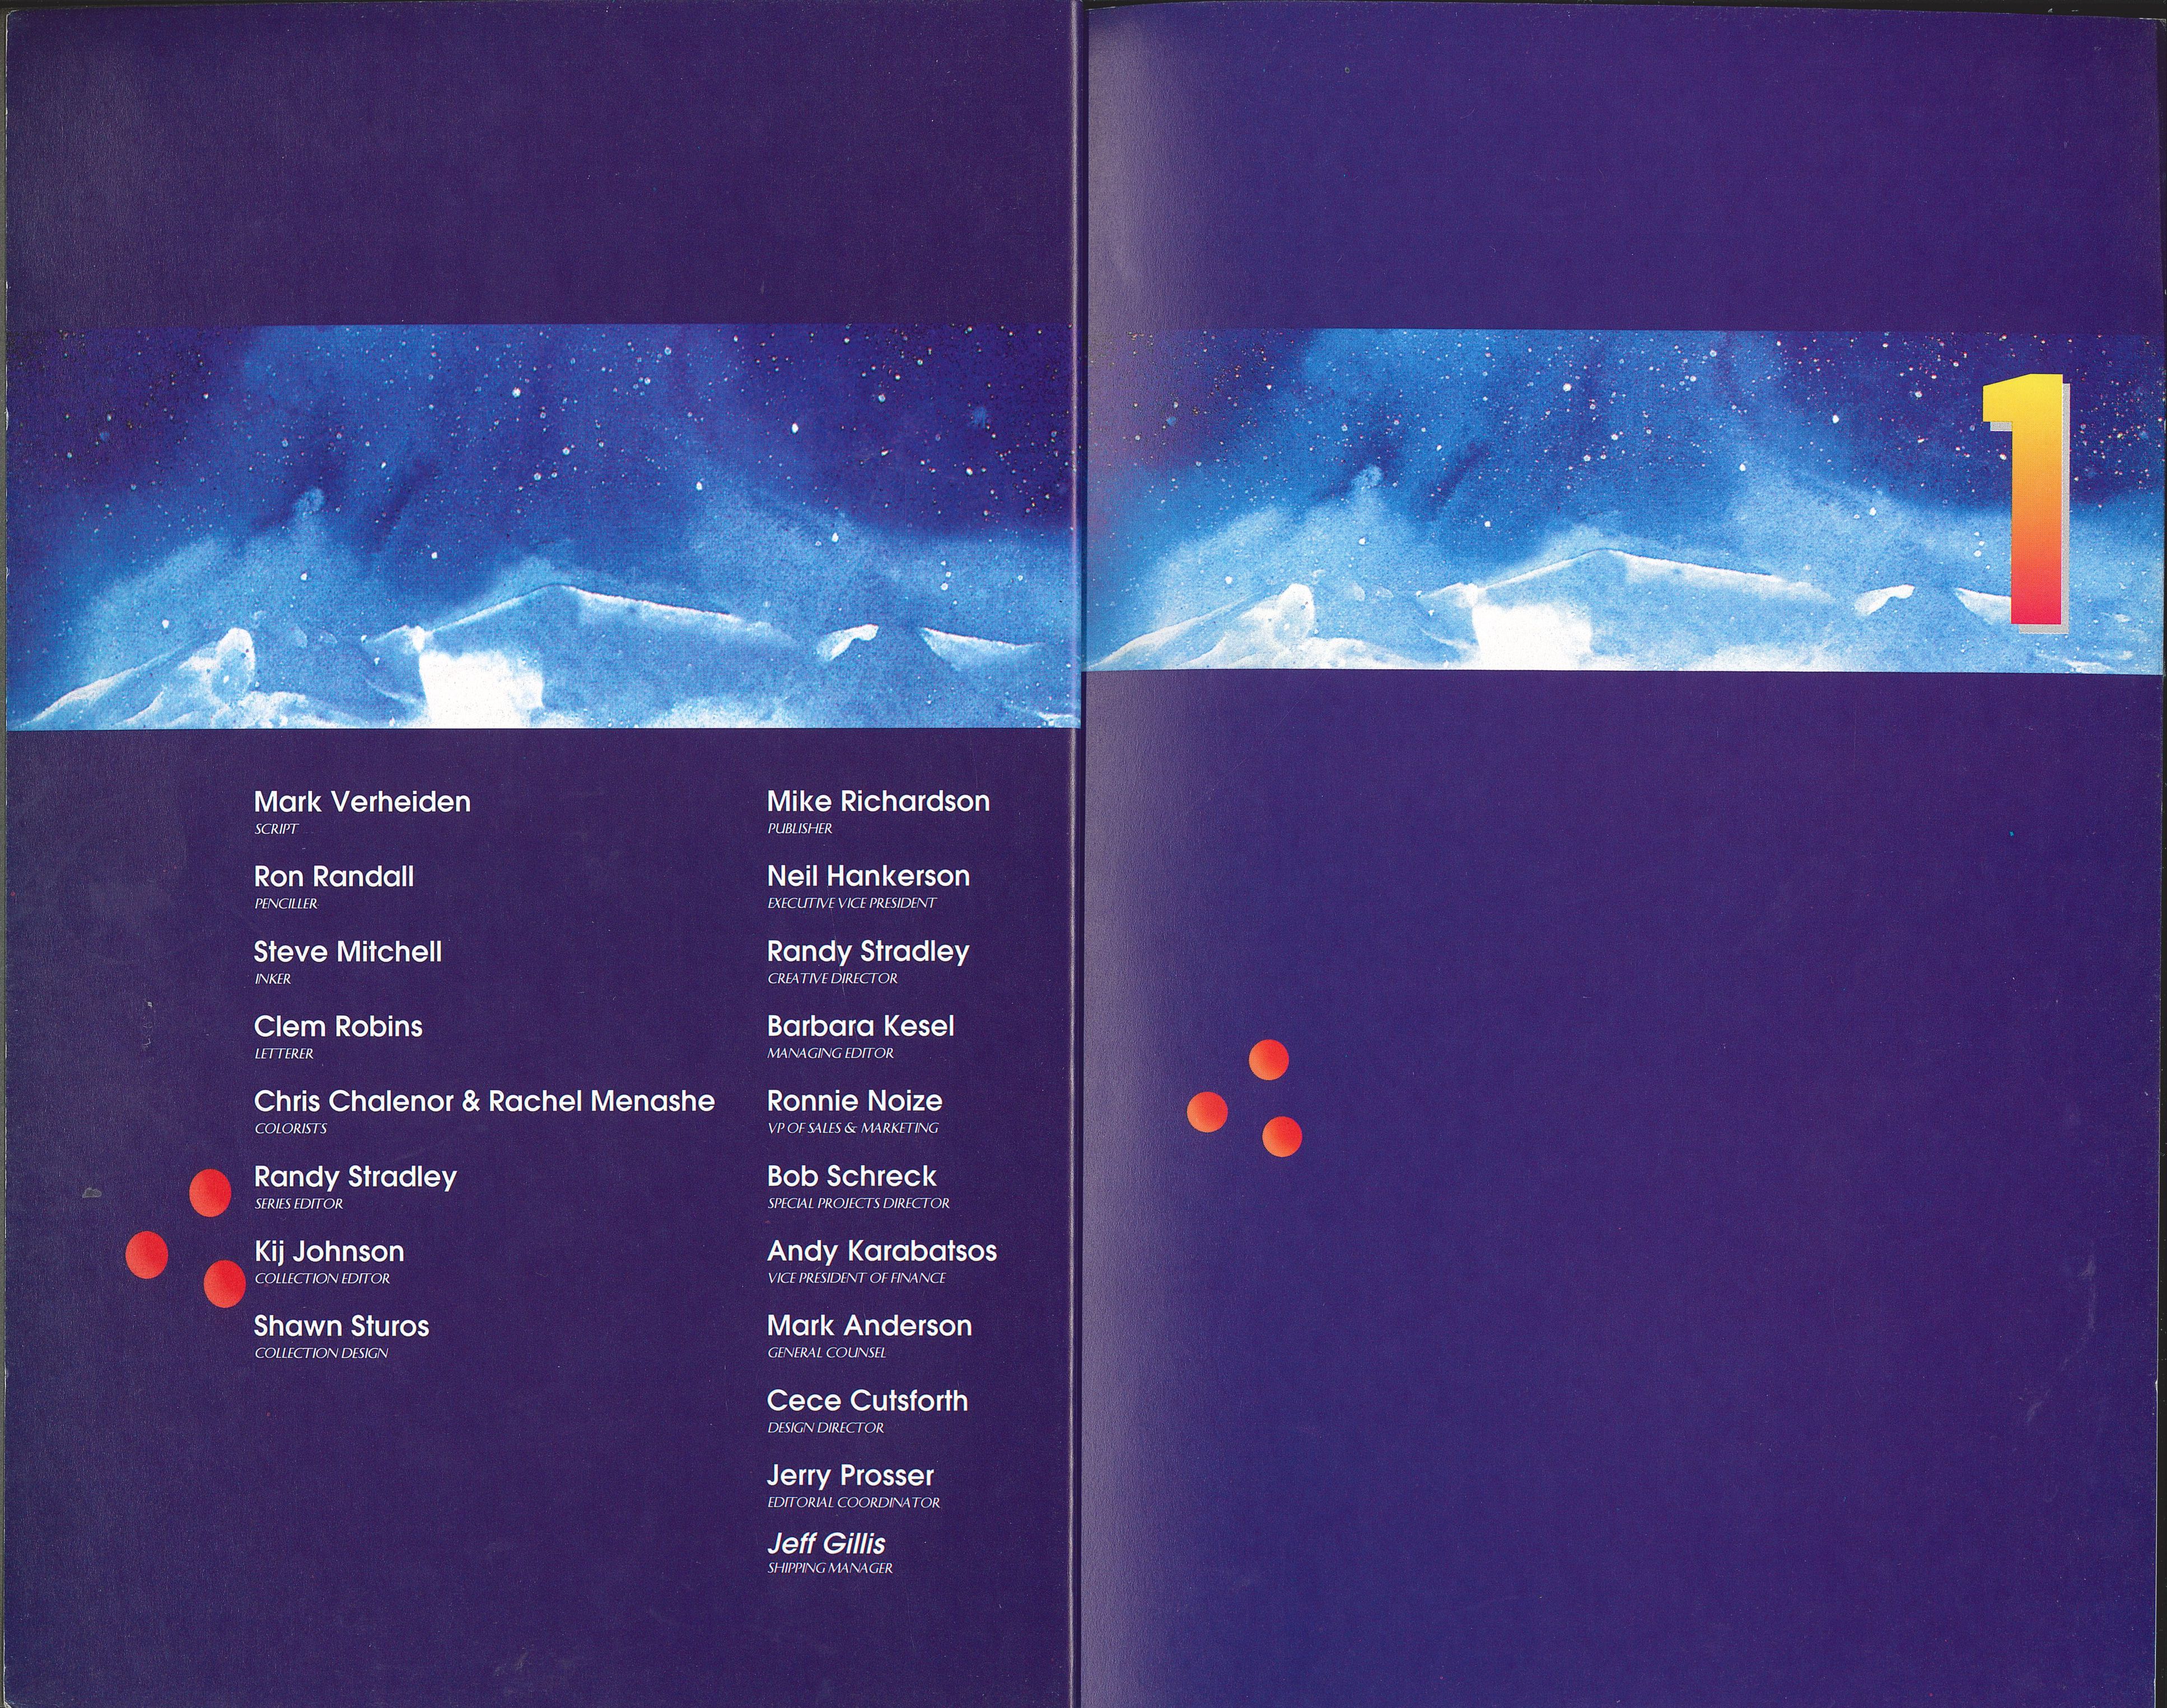 Mark Verheiden
SCRIPT
Ron Randall
PENCILLER
Steve Mitchell
INKER
Clem Robins
LETTERER
Chris Chalenor & Rachel Menashe
COLORISTS
Randy Stradley
SERIES EDITOR
Kij Johnson
COLLECTION EDITOR
Shawn Sturos
COLLECTION DESIGN
Mike Richardson
PUBLISHER
Neil Hankerson
EXECUTIVE VICE PRESIDENT
Randy Stradley
CREATIVE DIRECTOR
Barbara Kesel
MANAGING EDITOR
Ronnie Noize
VP OF SALES & MARKETING
Bob Schreck
SPECIAL PROJECTS DIRECTOR
Andy Karabatsos
VICE PRESIDENT OF FINANCE
Mark Anderson
GENERAL COUNSEL
Cece Cutsforth
DESIGN DIRECTOR
Jerry Prosser
EDITORIAL COORDINATOR
Jeff Gillis
SHIPPING MANAGER
1